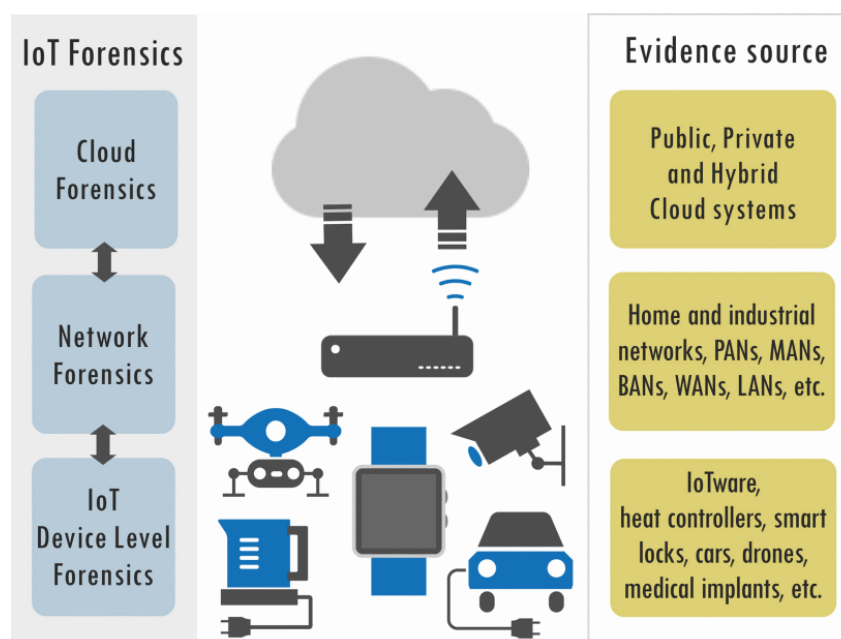 IoT Forensics
Cloud
Forensics
Network
Forensics
IoT
Device Level
Forensics
Evidence source
Public, Private
and Hybrid
Cloud systems
Home and industrial
networks, PANs, MANs,
BANs, WANs, LANs, etc.
IoTware,
heat controllers, smart
locks, cars, drones,
medical implants, etc.